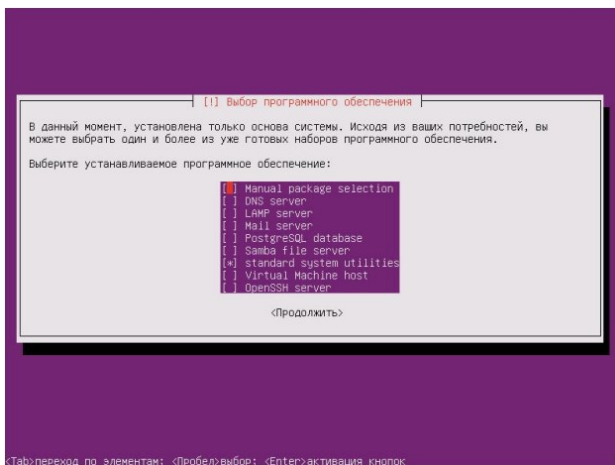 [!] Выбор программного обеспечения
В данный момент, установлена только основа системы. Исходя из ваших потребностей, вы
можете выбрать один и более из уже готовых наборов программного обеспечения.
Выберите устанавливаемое программное обеспечение:
[ ] Manual package selection
[ ] DNS server
[ ] LAMP server
[ ] Mail server
[ ] PostgreSQL database
[ ] Samba file server
[*] standard system utilities
[ ] Virtual Machine host
[ ] OpenSSH server
<Продолжить>
<Tab>переход по элементам; <Пробел>выбор; <Enter>активация кнопок